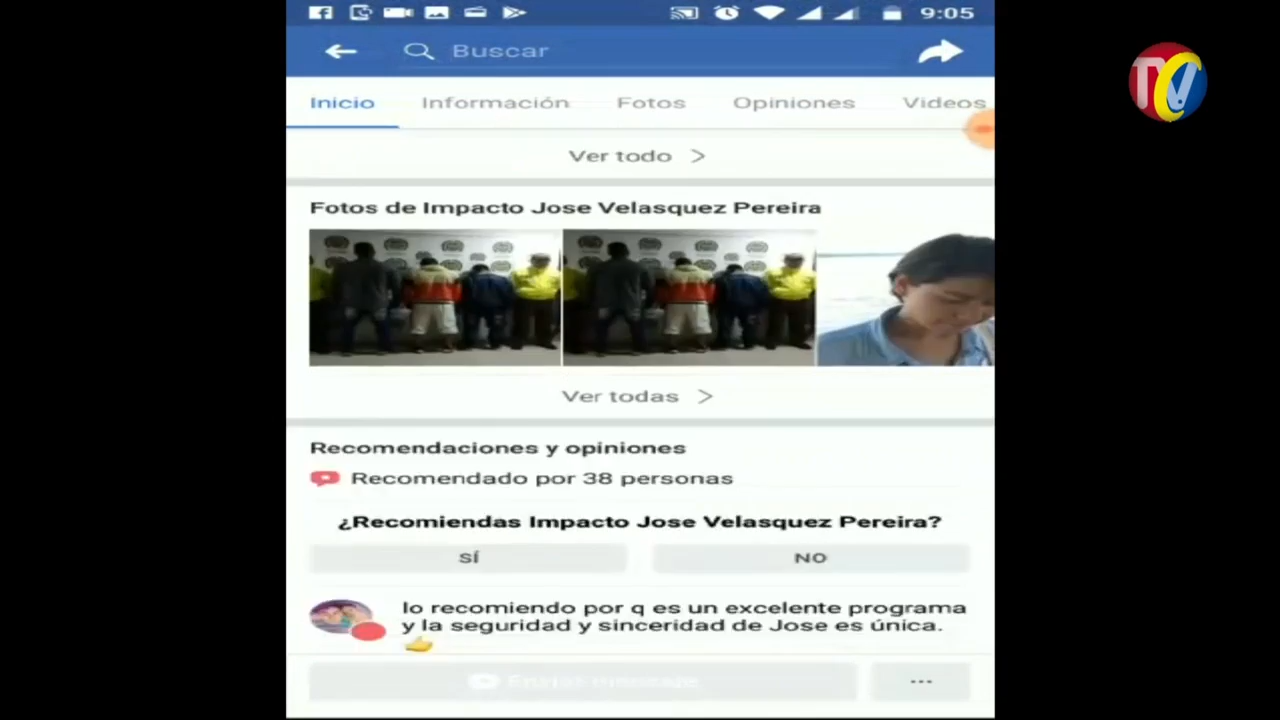 9:05
Buscar
Inicio Información Fotos Opiniones Videos
Ver todo
Fotos de Impacto Jose Velasquez Pereira
Ver todas
Recomendaciones y opiniones
Recomendado por 38 personas
¿Recomiendas Impacto Jose Velasquez Pereira?
SÍ NO
lo recomiendo por q es un excelente programa
y la seguridad y sinceridad de Jose es única.
TVC